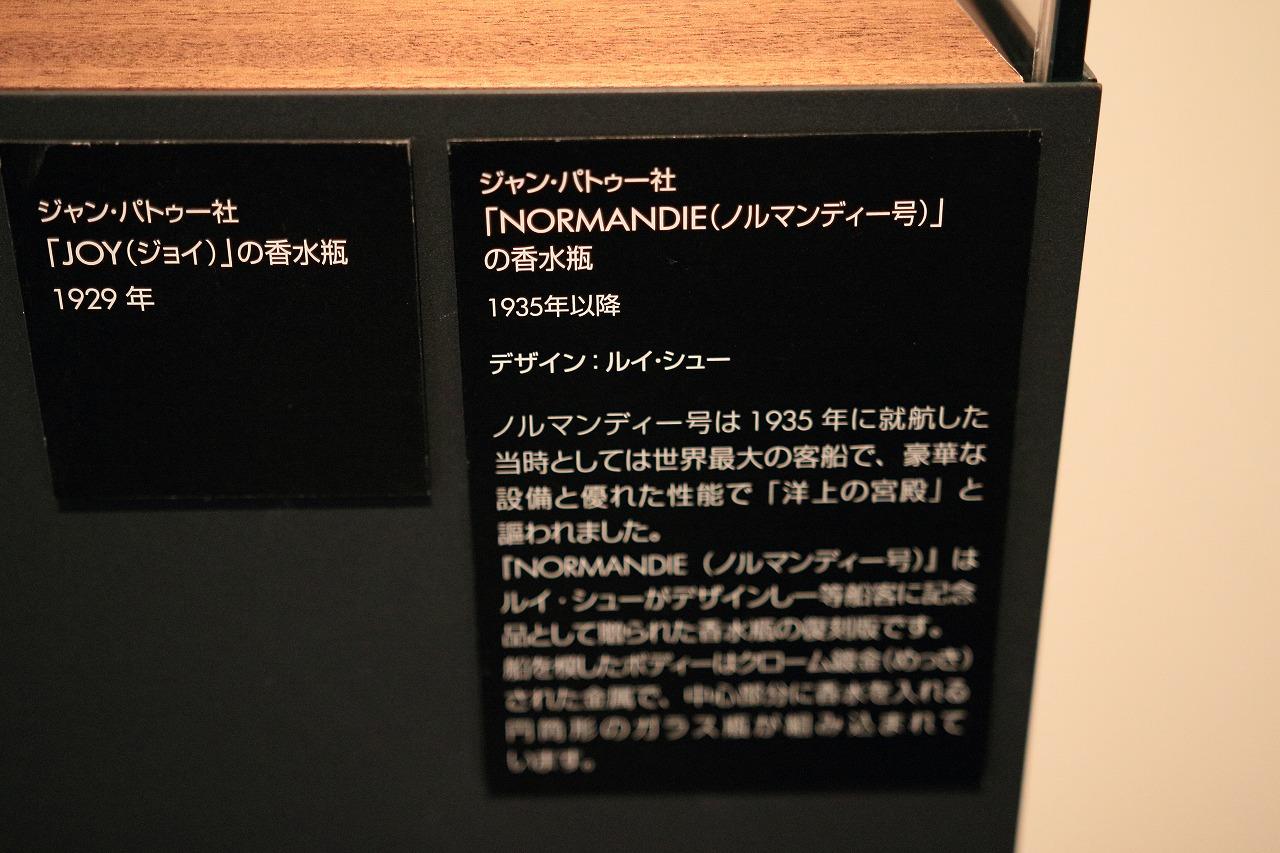 ジャン・パトゥー社
「JOY（ジョイ）」の香水瓶
1929 年
ジャン・パトゥー社
「NORMANDIE（ノルマンディー号）」
の香水瓶
1935年以降
デザイン：ルイ・シュー
ノルマンディー号は 1935 年に就航した
当時としては世界最大の客船で、豪華な
設備と優れた性能で「洋上の宮殿」と
謳われました。
『NORMANDIE（ノルマンディー号）』は
ルイ・シューがデザインし一等船客に記念
品として贈られた香水瓶の復刻版です。
船を模したボディーはクローム鍍金（めっき）
された金属で、中心部分に香水を入れる
円筒形のガラス瓶が組み込まれて
います。